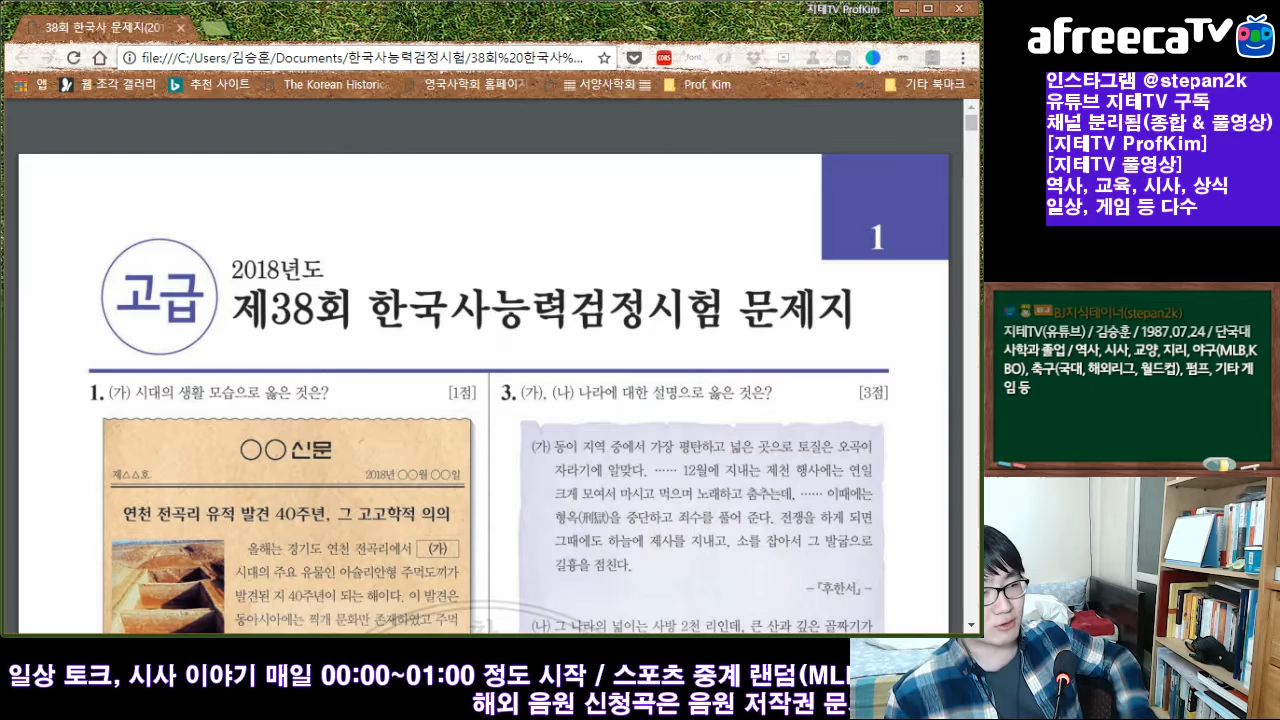 지테TV ProfKim
38회 한국사 문제지(201
file:///C:/Users/김승훈/Documents/한국사능력검정시험/38회%20한국사%...
앱
웹 조각 갤러리
추천 사이트
The Korean Historic
영국사학회 홈페이지
서양사학회
Prof. Kim
기타 북마크
1
고급
2018년도
제38회 한국사능력검정시험 문제지
1. (가) 시대의 생활 모습으로 옳은 것은? [1점]
○○신문
제△△호 2018년 ○○월 ○○일
연천 전곡리 유적 발견 40주년, 그 고고학적 의의
올해는 경기도 연천 전곡리에서 (가)
시대의 주요 유물인 아슐리안형 주먹도끼가
발견된 지 40주년이 되는 해이다. 이 발견은
동아시아에는 찍개 문화만 존재하였고 주먹
3. (가), (나) 나라에 대한 설명으로 옳은 것은? [3점]
(가) 동이 지역 중에서 가장 평탄하고 넓은 곳으로 토질은 오곡이
자라기에 알맞다. …… 12월에 지내는 제천 행사에는 연일
크게 모여서 마시고 먹으며 노래하고 춤추는데, …… 이때에는
형옥(刑獄)을 중단하고 죄수를 풀어 준다. 전쟁을 하게 되면
그때에도 하늘에 제사를 지내고, 소를 잡아서 그 발굽으로
길흉을 점친다.
-『후한서』-
(나) 그 나라의 넓이는 사방 2천 리인데, 큰 산과 깊은 골짜기가
afreecaTV
인스타그램 @stepan2k
유튜브 지테TV 구독
채널 분리됨(종합 & 풀영상)
[지테TV ProfKim]
[지테TV 풀영상]
역사, 교육, 시사, 상식
일상, 게임 등 다수
BJ지식테이너(stepan2k)
지테TV(유튜브) / 김승훈 / 1987.07.24 / 단국대
사학과 졸업 / 역사, 시사, 교양, 지리, 야구(MLB,K
BO), 축구(국대, 해외리그, 월드컵), 펌프, 기타 게
임 등
일상 토크, 시사 이야기 매일 00:00~01:00 정도 시작 / 스포츠 중계 랜덤(MLB
해외 음원 신청곡은 음원 저작권 문